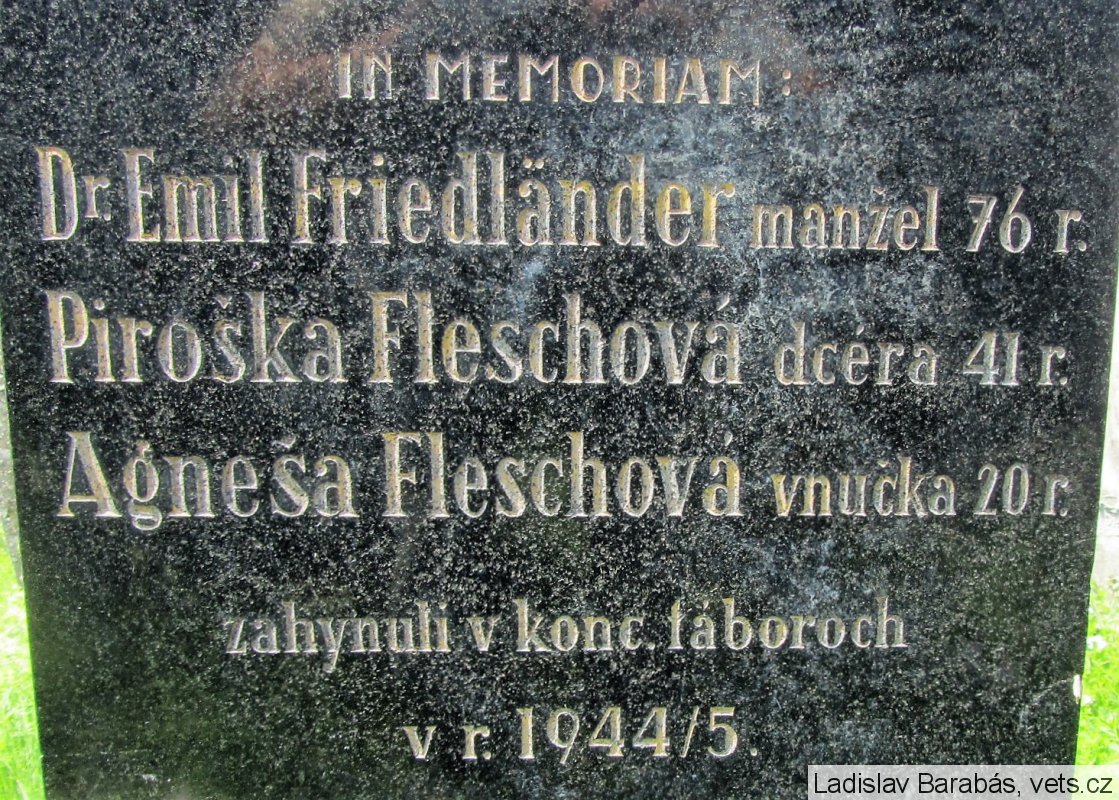 IN MEMORIAM:
Dr. Emil Friedländer manžel 76 r.
Piroška Fleschová dcéra 41 r.
Agneša Fleschová vnučka 20 r.
zahynuli v konc. táboroch
v r. 1944/5.
Ladislav Barabás, vets.cz